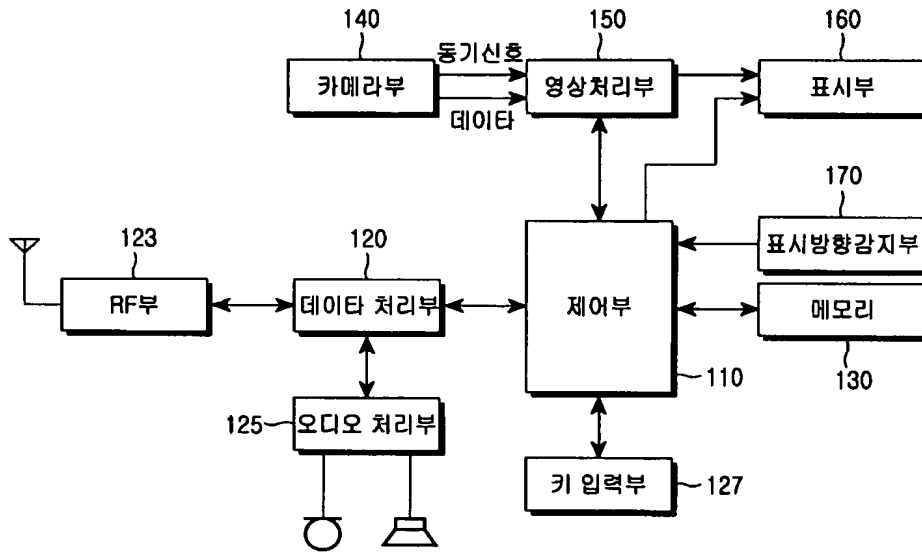 140
150
160
카메라부
동기신호
데이타
영상처리부
표시부
170
표시방향감지부
123
120
RF부
데이타 처리부
제어부
메모리
110
130
125
오디오 처리부
키 입력부
127